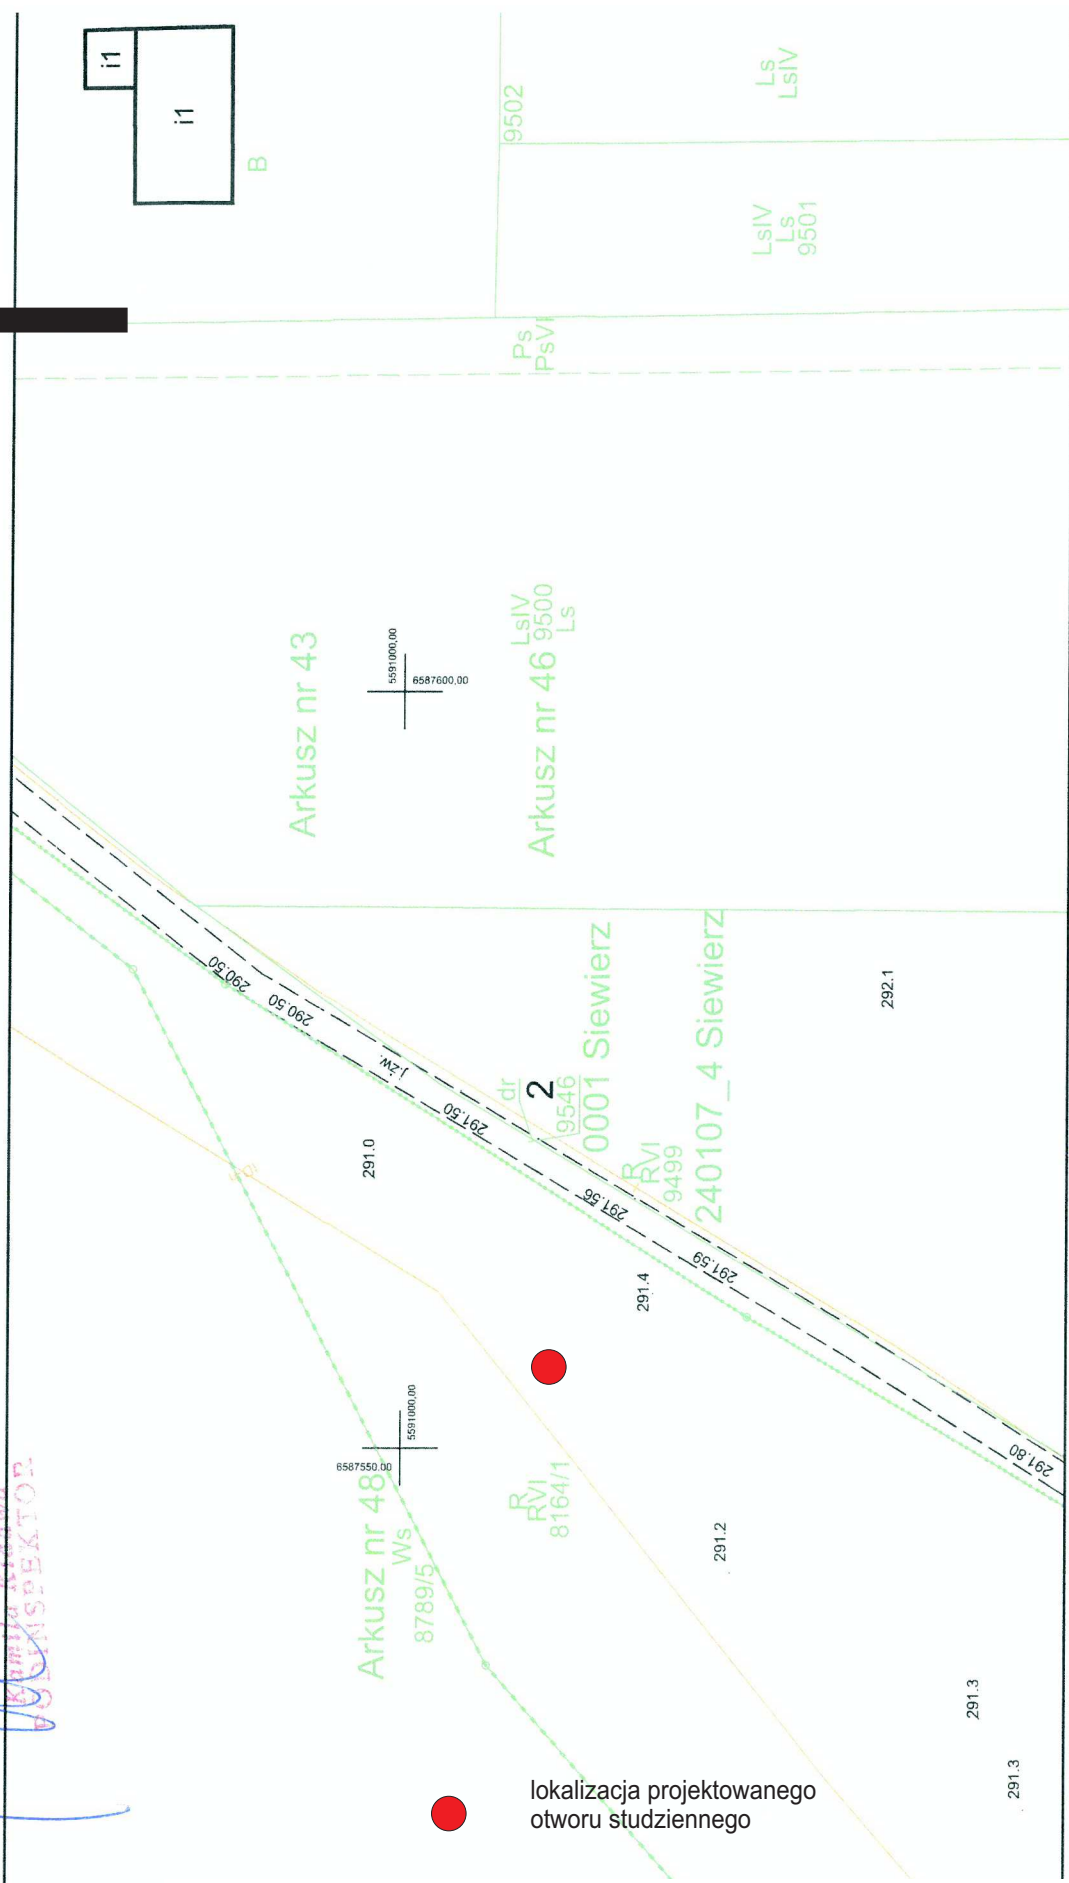 i1
i1
B
9502
Ls
LsIV
LsIV
Ls
9501
Ps
PsVI
Arkusz nr 43
5591000,00
6587600,00
Arkusz nr 46
LsIV
9500
Ls
290.50
290.50
j.zw.
291.50
291.56
291.59
291.80
dr
2
9546
0001 Siewierz
R
RVI
9499
240107_4 Siewierz
292.1
291.0
291.4
5591000,00
6587550,00
Arkusz nr 48
Ws
8789/5
R
RVI
8164/1
291.2
291.3
291.3
PODINSPEKTOR
lokalizacja projektowanego
otworu studziennego